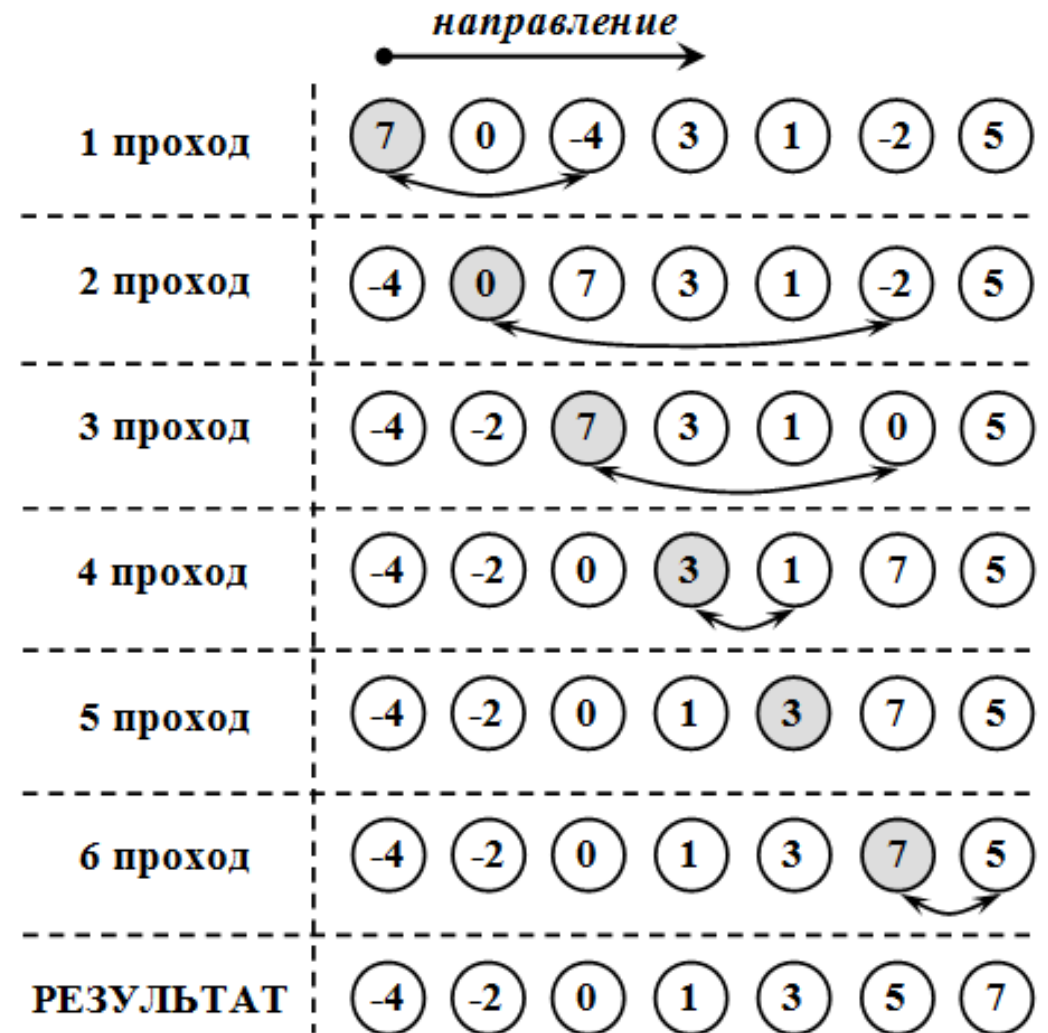 направление
1 проход 7 0 -4 3 1 -2 5
2 проход -4 0 7 3 1 -2 5
3 проход -4 -2 7 3 1 0 5
4 проход -4 -2 0 3 1 7 5
5 проход -4 -2 0 1 3 7 5
6 проход -4 -2 0 1 3 7 5
РЕЗУЛЬТАТ -4 -2 0 1 3 5 7